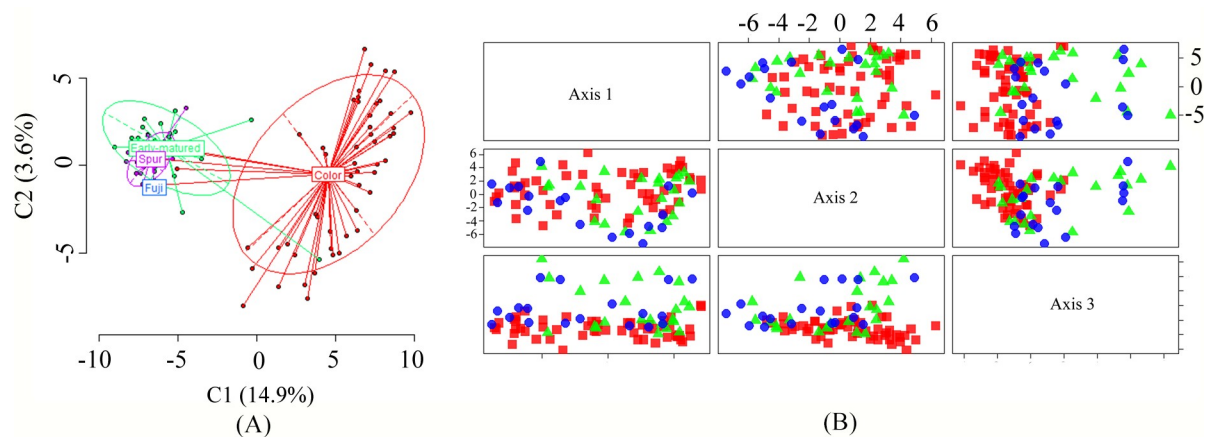 (A)
C2 (3.6%)
5
0
-5
Early-matured
Spur
Fuji
Color
-10 -5 0 5 10
C1 (14.9%)
(B)
-6 -4 -2 0 2 4 6
Axis 1
5
0
-5
6
4
2
0
-2
-4
-6
Axis 2
Axis 3
(A)
(B)